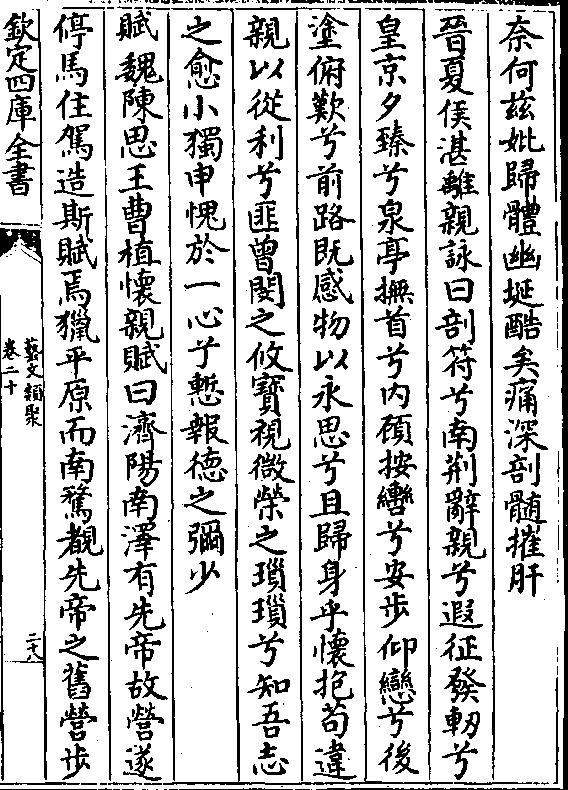 奈何兹妣歸體幽埏酷矣痛深剖髄摧肝
晉夏侯湛離親詠曰剖符兮南荆辭親兮遐征發軔兮
皇京夕臻兮泉亭撫首兮内顧按轡兮安步仰戀兮後
塗俯歎兮前路既感物以永思兮且歸身乎懷抱苟違
親以從利兮匪曾閔之攸寳視微榮之瑣瑣兮知吾志
之愈小獨申愧於一心兮慙報德之彌少
賦魏陳思王曹植懷親賦曰濟陽南澤有先帝故營遂
停馬住駕造斯賦焉獵平原而南騖覩先帝之舊營歩
欽定四庫全書
藝文類聚
卷二十
二十八